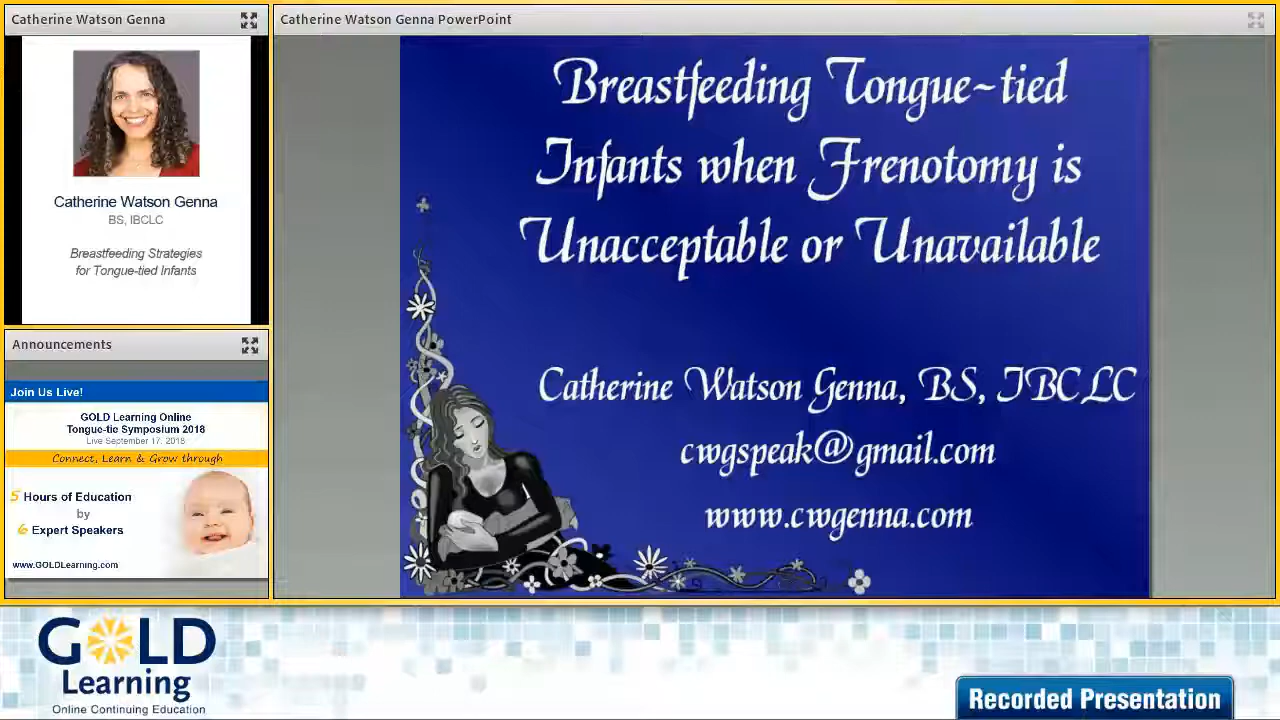 Catherine Watson Genna
Catherine Watson Genna
BS, IBCLC
Breastfeeding Strategies
for Tongue-tied Infants
Announcements
Join Us Live!
GOLD Learning Online
Tongue-tie Symposium 2018
Live September 17, 2018
Connect, Learn & Grow through
5 Hours of Education
by
6 Expert Speakers
www.GOLDLearning.com
Catherine Watson Genna PowerPoint
Breastfeeding Tongue-tied
Infants when Frenotomy is
Unacceptable or Unavailable
Catherine Watson Genna, BS, IBCLC
cwgspeak@gmail.com
www.cwgenna.com
GOLD
Learning
Online Continuing Education
Recorded Presentation